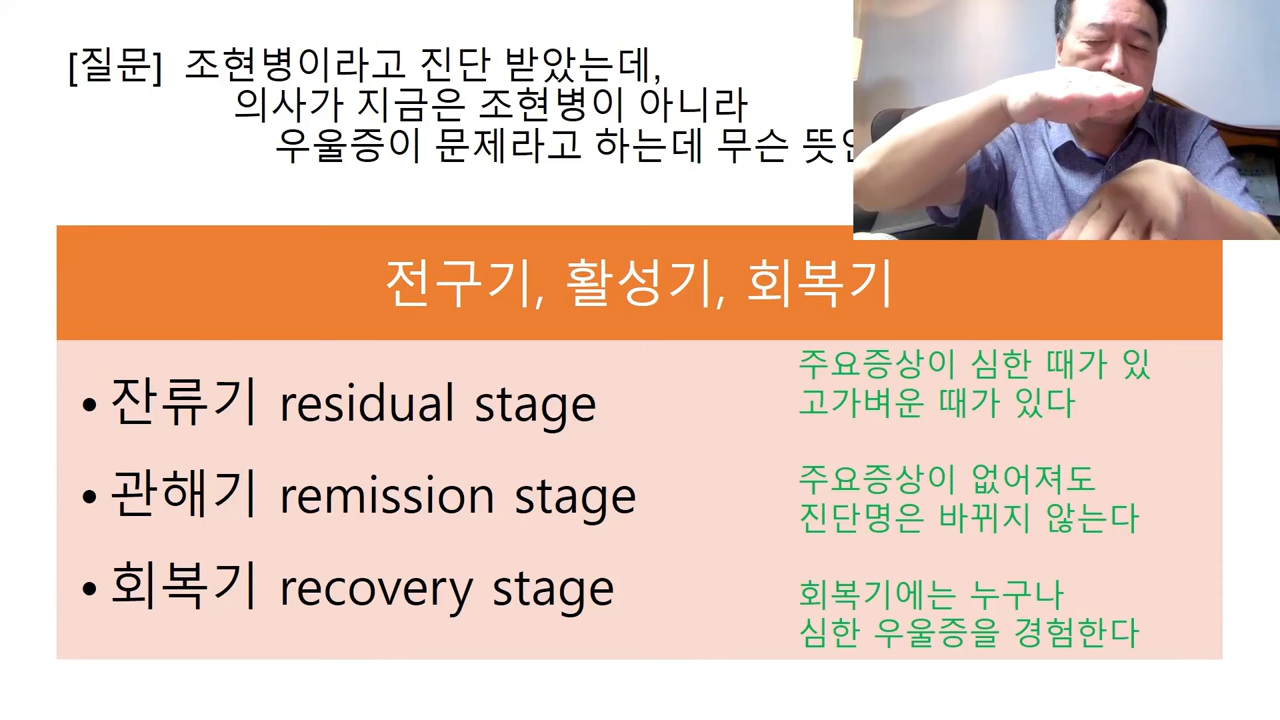 [질문] 조현병이라고 진단 받았는데,
의사가 지금은 조현병이 아니라
우울증이 문제라고 하는데 무슨
전구기, 활성기, 회복기
• 잔류기 residual stage
• 관해기 remission stage
• 회복기 recovery stage
주요증상이 심한 때가 있
고가벼운 때가 있다
주요증상이 없어져도
진단명은 바뀌지 않는다
회복기에는 누구나
심한 우울증을 경험한다